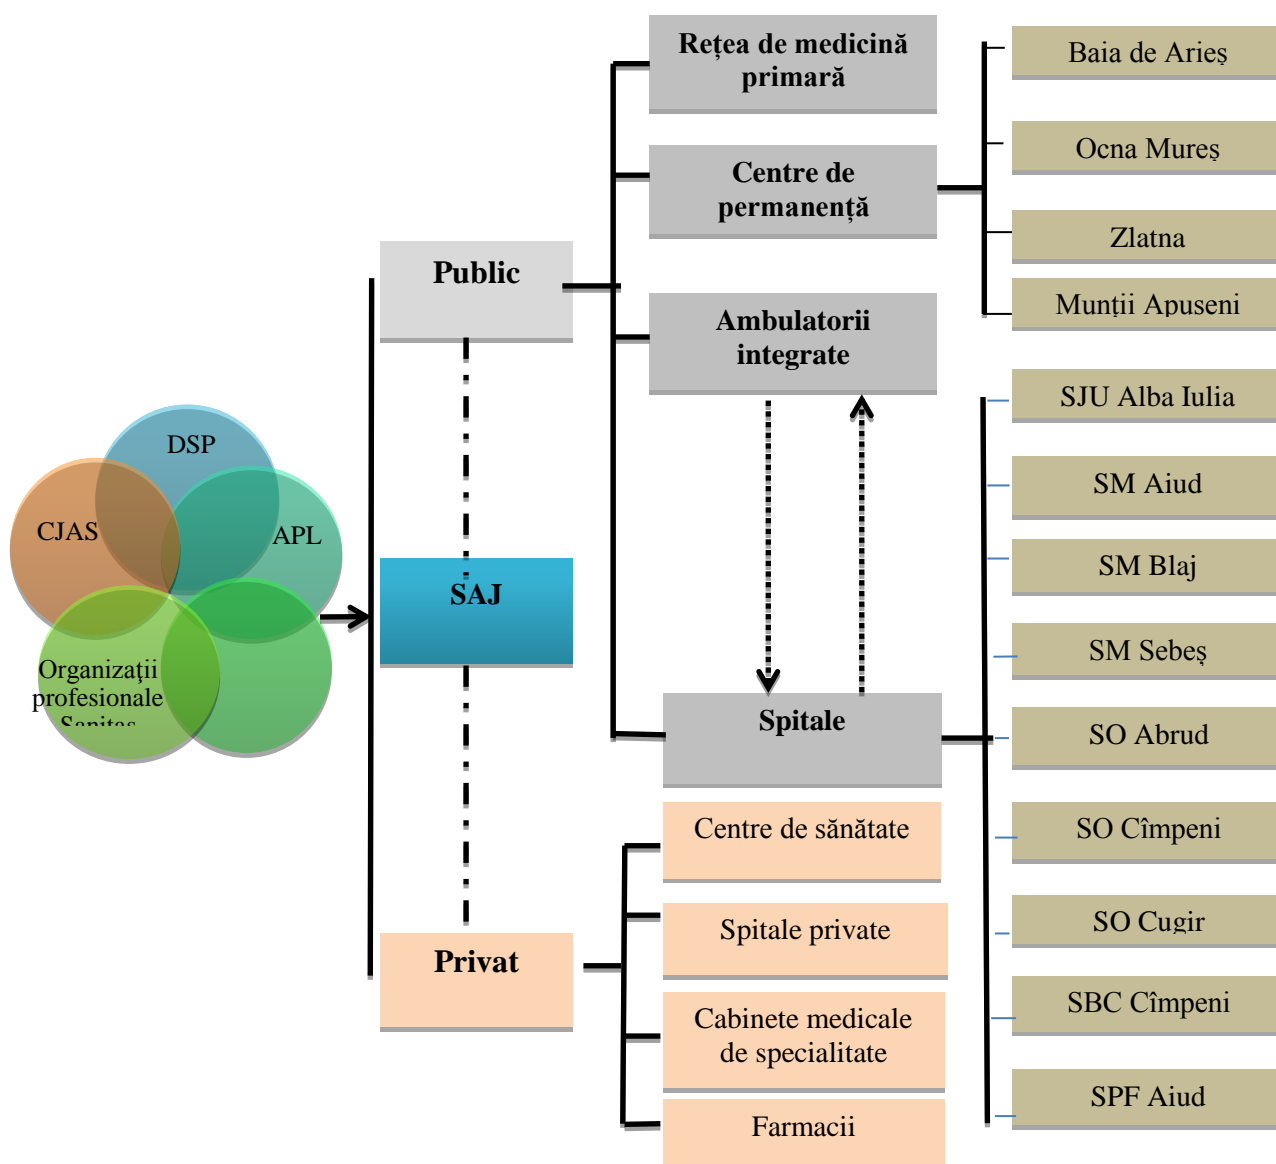 DSP
CJAS
APL
Organizaţii
profesionale
Sanitas
Public
SAJ
Privat
Rețea de medicină
primară
Centre de
permanență
Ambulatorii
integrate
Spitale
Centre de sănătate
Spitale private
Cabinete medicale
de specialitate
Farmacii
Baia de Arieș
Ocna Mureș
Zlatna
Munții Apuseni
SJU Alba Iulia
SM Aiud
SM Blaj
SM Sebeș
SO Abrud
SO Cîmpeni
SO Cugir
SBC Cîmpeni
SPF Aiud